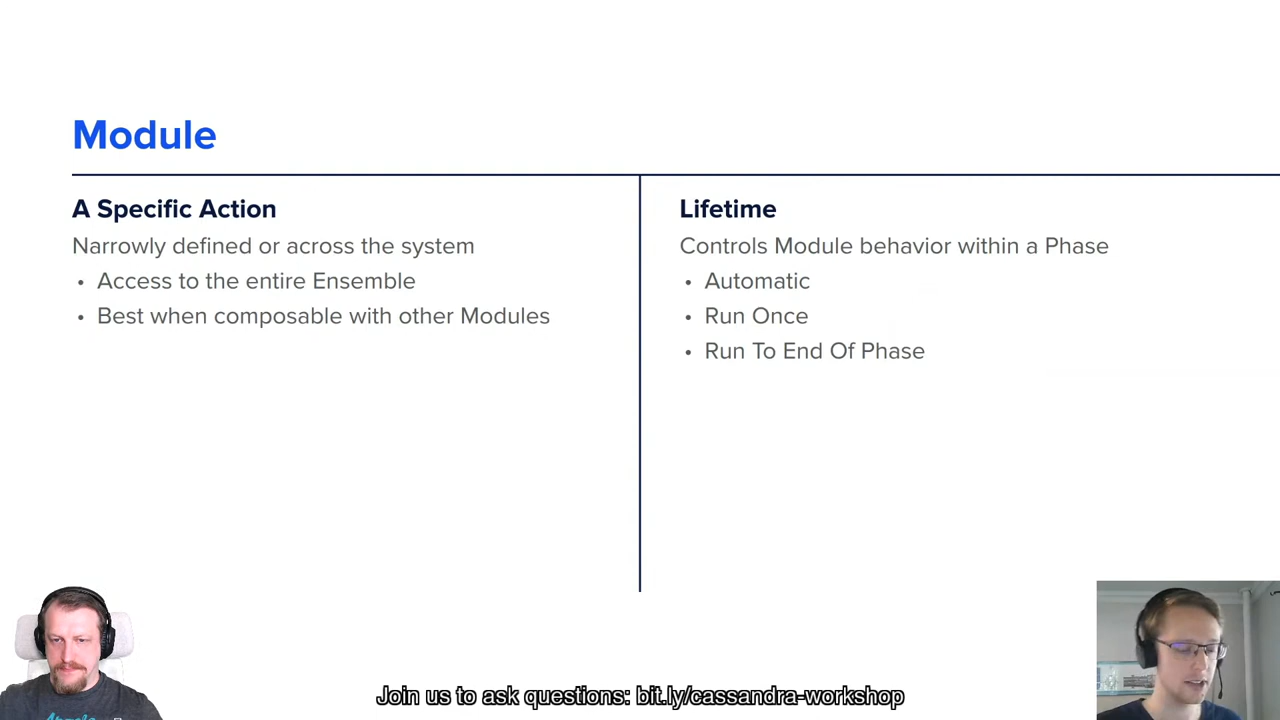 Module
A Specific Action
Narrowly defined or across the system
• Access to the entire Ensemble
• Best when composable with other Modules
Lifetime
Controls Module behavior within a Phase
• Automatic
• Run Once
• Run To End Of Phase
Join us to ask questions: bit.ly/cassandra-workshop